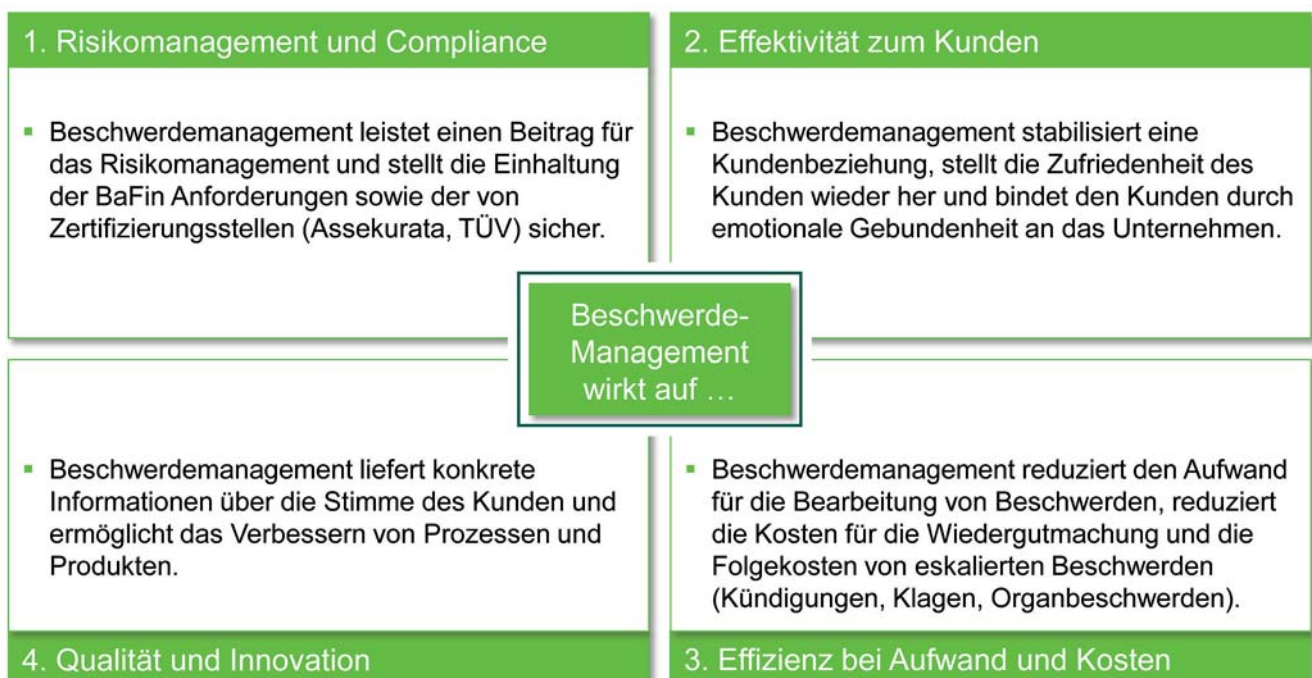 1. Risikomanagement und Compliance
▪ Beschwerdemanagement leistet einen Beitrag für
das Risikomanagement und stellt die Einhaltung
der BaFin Anforderungen sowie der von
Zertifizierungsstellen (Assekurata, TÜV) sicher.
2. Effektivität zum Kunden
▪ Beschwerdemanagement stabilisiert eine
Kundenbeziehung, stellt die Zufriedenheit des
Kunden wieder her und bindet den Kunden durch
emotionale Gebundenheit an das Unternehmen.
Beschwerde-
Management
wirkt auf …
▪ Beschwerdemanagement liefert konkrete
Informationen über die Stimme des Kunden und
ermöglicht das Verbessern von Prozessen und
Produkten.
4. Qualität und Innovation
▪ Beschwerdemanagement reduziert den Aufwand
für die Bearbeitung von Beschwerden, reduziert
die Kosten für die Wiedergutmachung und die
Folgekosten von eskalierten Beschwerden
(Kündigungen, Klagen, Organbeschwerden).
3. Effizienz bei Aufwand und Kosten